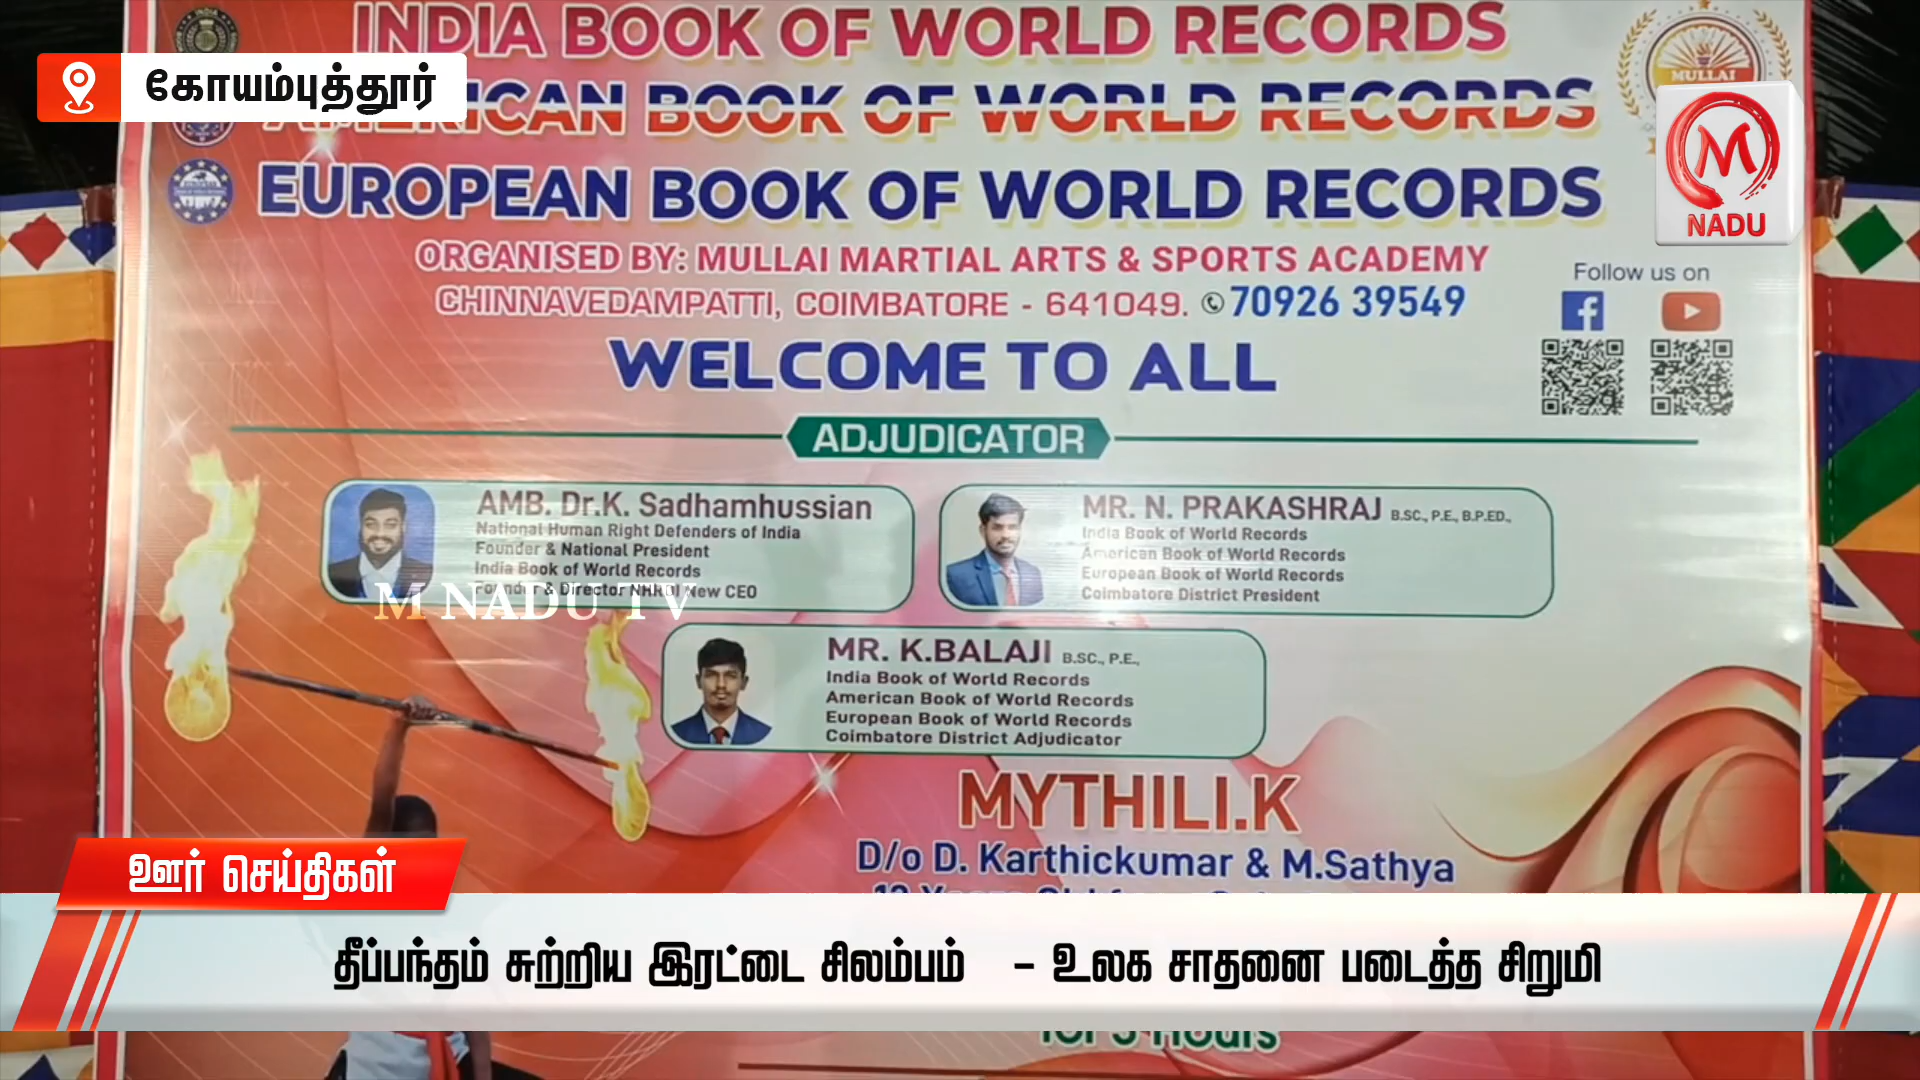 INDIA BOOK OF WORLD RECORDS
கோயம்புத்தூர்
BOOK OF WORLD RECORDS
EUROPEAN BOOK OF WORLD RECORDS
MULLAI
M
NADU
ORGANISED BY: MULLAI MARTIAL ARTS & SPORTS ACADEMY
CHINNAVEDAMPATTI, COIMBATORE - 641049. 70926 39549
Follow us on
WELCOME TO ALL
ADJUDICATOR
AMB. Dr.K. Sadhamhussian
National Human Right Defenders of India
Founder & National President
India Book of World Records
Founder & Director New CEO
MR. N. PRAKASHRAJ B.SC., P.E., B.P.ED.,
India Book of World Records
American Book of World Records
European Book of World Records
Coimbatore District President
M NADU TV
MR. K.BALAJI B.SC., P.E.,
India Book of World Records
American Book of World Records
European Book of World Records
Coimbatore District Adjudicator
MYTHILI.K
D/o D. Karthickumar & M.Sathya
ஊர் செய்திகள்
தீப்பந்தம் சுற்றிய இரட்டை சிலம்பம் - உலக சாதனை படைத்த சிறுமி
for 3 Hours